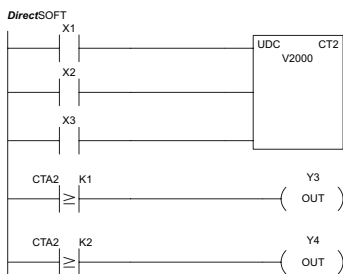 DirectSOFT
X1
UDC CT2
V2000
X2
X3
CTA2 K1
≥
Y3
OUT
CTA2 K2
≥
Y4
OUT